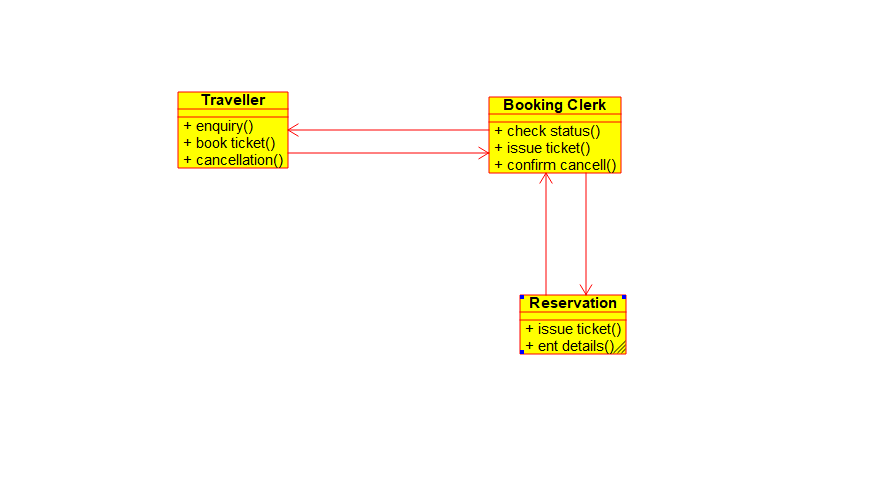 Traveller
+ enquiry()
+ book ticket()
+ cancellation()
Booking Clerk
+ check status()
+ issue ticket()
+ confirm cancell()
Reservation
+ issue ticket()
+ ent details()